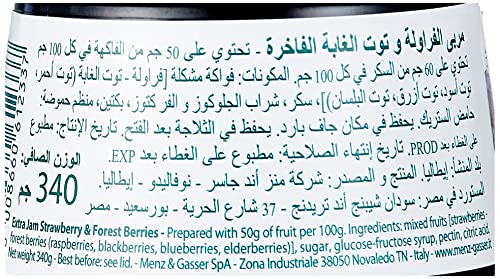 مربى الفراولة و توت الغابة الفاخرة - تحتوي على 50 جم من الفاكهة في كل 100 جم
تحتوي على 60 جم من السكر في كل 100 جم. المكونات: فواكة مشكلة [فراولة - توت الغابة (توت أحمر،
توت أسود، توت أزرق، توت البلسان)]، سكر، شراب الجلوكوز و الفركتوز، بكتين، منظم حموضة:
حامض الستريك. يحفظ في مكان جاف بارد. يحفظ في الثلاجة بعد الفتح. تاريخ الإنتاج: مطبوع
على الغطاء بعد PROD. تاريخ إنتهاء الصلاحية: مطبوع على الغطاء بعد EXP.
بلد المنشأ: إيطاليا. المنتج و المصدر: شركة منز أند جاسر - نوفاليدو - إيطاليا.
المستورد في مصر: سودان شيبنج أند تريدنج - 37 شارع الحرية - بورسعيد - مصر
الوزن الصافي:
340 جم
Extra Jam Strawberry & Forest Berries - Prepared with 50g of fruit per 100g. Ingredients: mixed fruits [strawberries -
forest berries (raspberries, blackberries, blueberries, elderberries)], sugar, glucose-fructose syrup, pectin, citric acid.
Weight 340g - Best before: see lid. - Menz & Gasser SpA - Zona Industriale 38050 Novaledo TN - Italy - www.menz-gasser.it